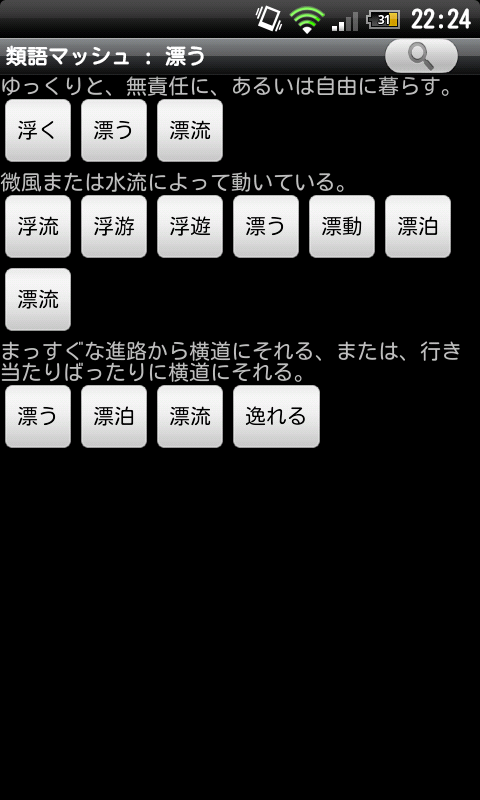 31 22:24
類語マッシュ : 漂う
ゆっくりと、無責任に、あるいは自由に暮らす。
浮く 漂う 漂流
微風または水流によって動いている。
浮流 浮游 浮遊 漂う 漂動 漂泊
漂流
まっすぐな進路から横道にそれる、または、行き
当たりばったりに横道にそれる。
漂う 漂泊 漂流 逸れる